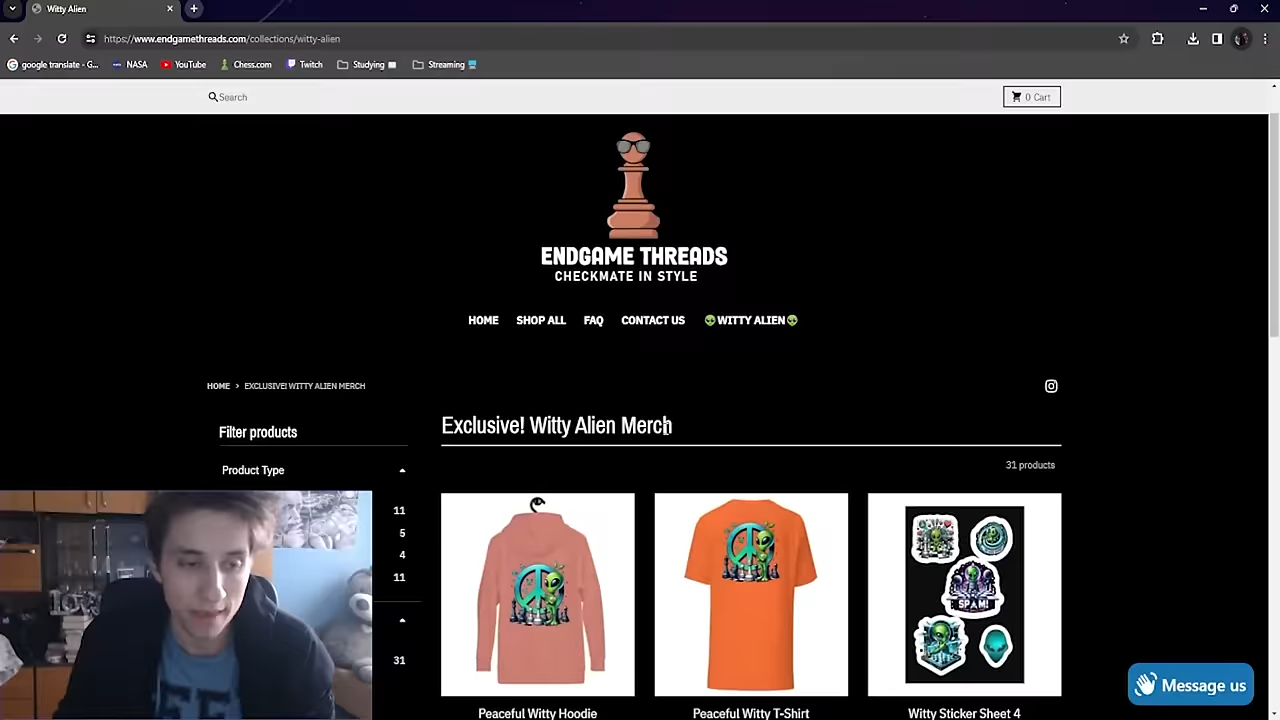 Witty Alien
https://www.endgamethreads.com/collections/witty-alien
google translate - G...
NASA
YouTube
Chess.com
Twitch
Studying
Streaming
Search
0 Cart
ENDGAME THREADS
CHECKMATE IN STYLE
HOME
SHOP ALL
FAQ
CONTACT US
👽WITTY ALIEN👽
HOME > EXCLUSIVE! WITTY ALIEN MERCH
Filter products
Exclusive! Witty Alien Merch
31 products
Product Type
11
5
4
11
31
SPAM!
Peaceful Witty Hoodie
Peaceful Witty T-Shirt
Witty Sticker Sheet 4
Message us